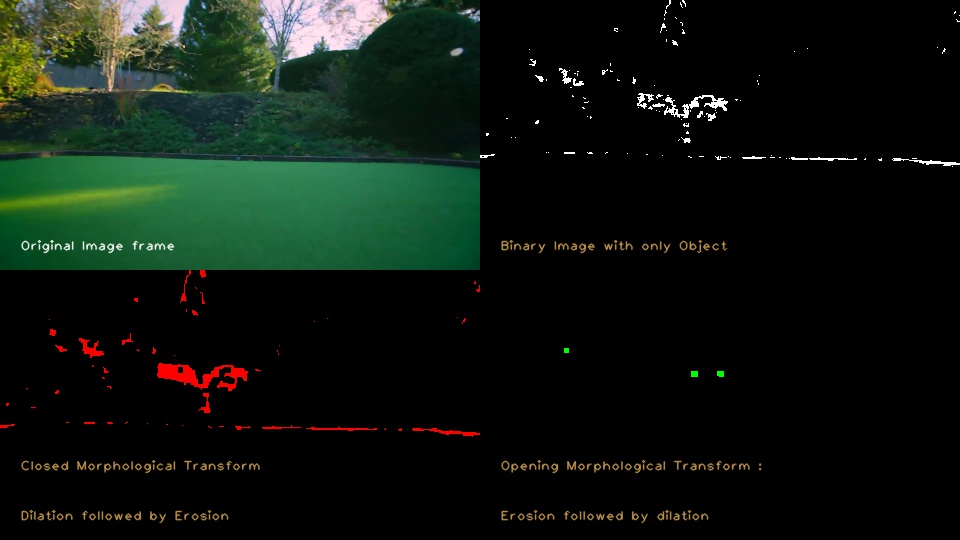 Original Image frame
Binary Image with only Object
Closed Morphological Transform
Dilation followed by Erosion
Opening Morphological Transform :
Erosion followed by dilation